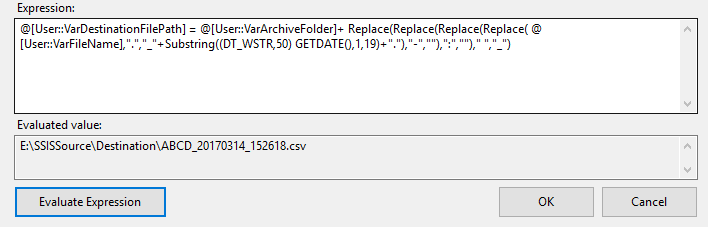 Expression:
@[User::VarDestinationFilePath] = @[User::VarArchiveFolder]+ Replace(Replace(Replace(Replace( @
[User::VarFileName],".","_"+Substring((DT_WSTR,50) GETDATE(),1,19)+"."),"-",""),":","")," ","_")
Evaluated value:
E:\SSISSource\Destination\ABCD_20170314_152618.csv
Evaluate Expression
OK
Cancel